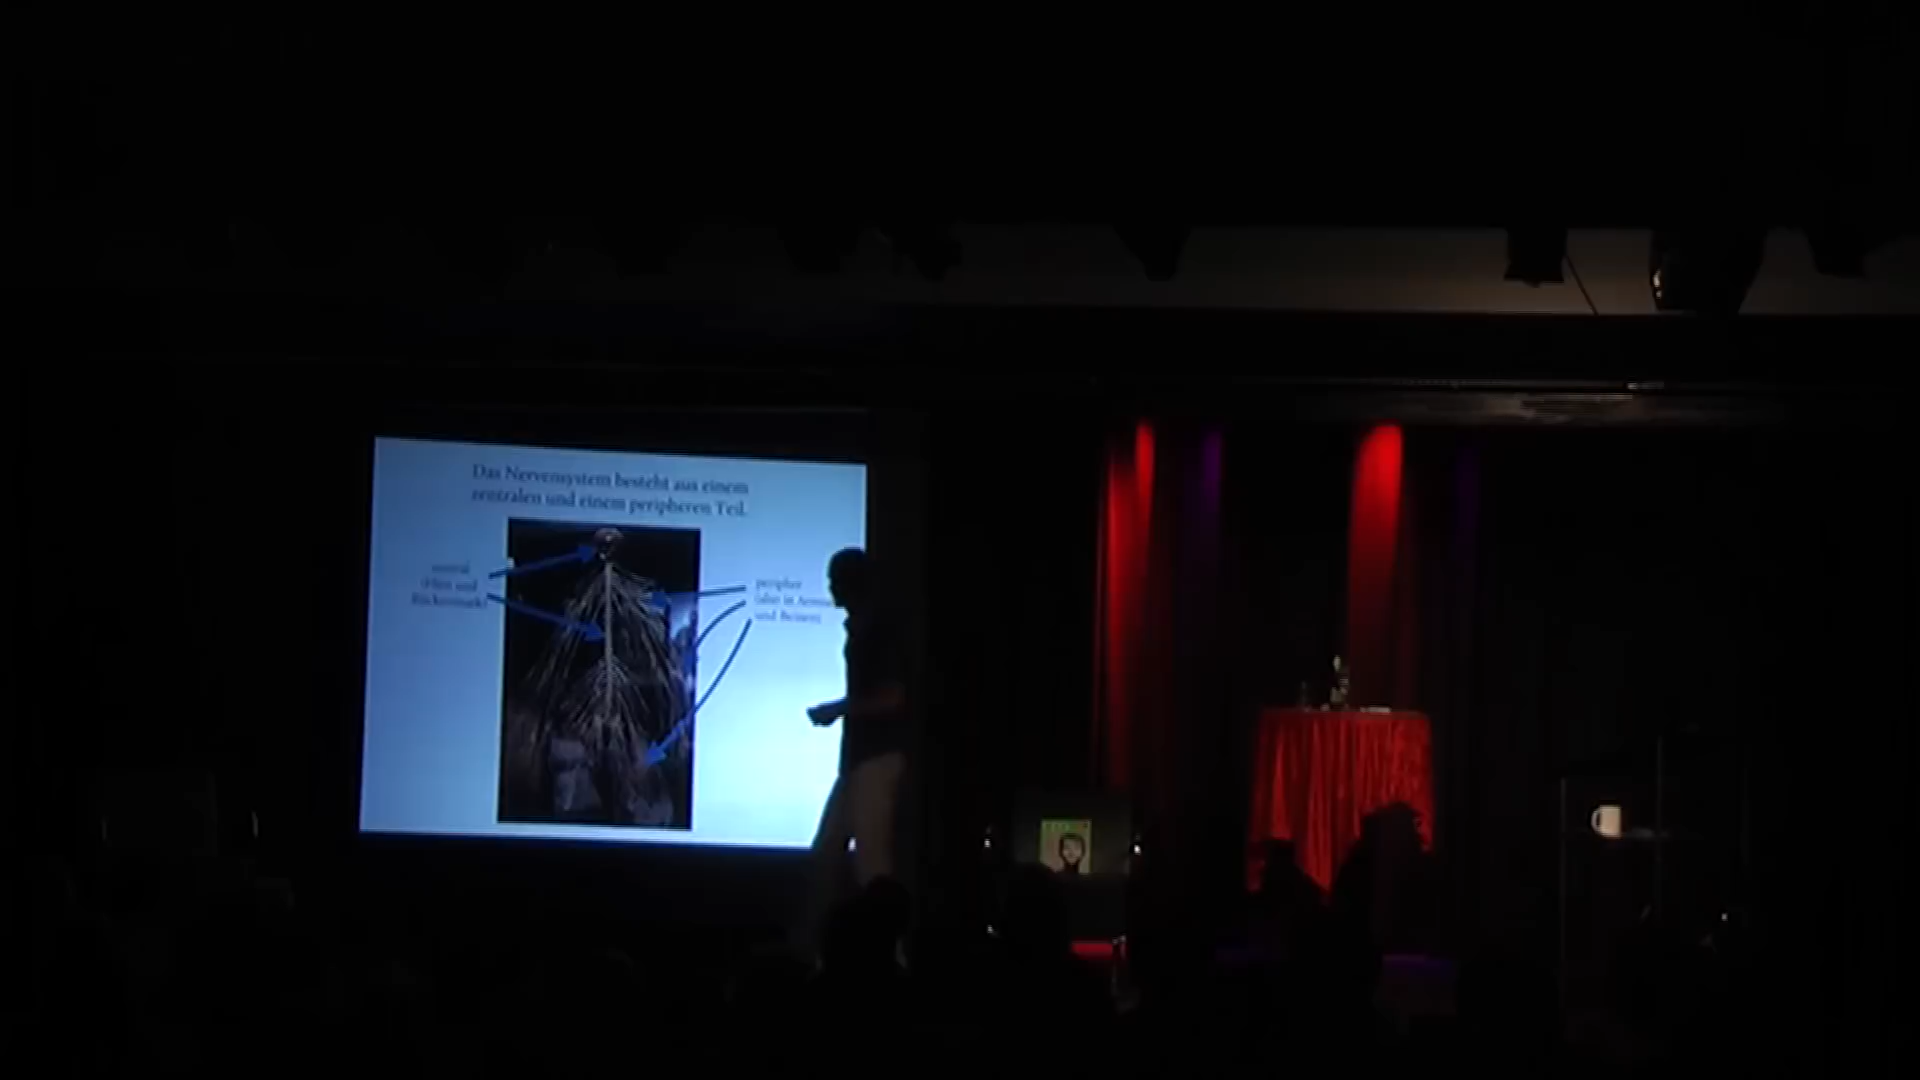 Das Nervensystem besteht aus einem
zentralen und einem peripheren Teil.
zentral
(Hirn und
Rückenmark)
peripher
(also in Armen
und Beinen)